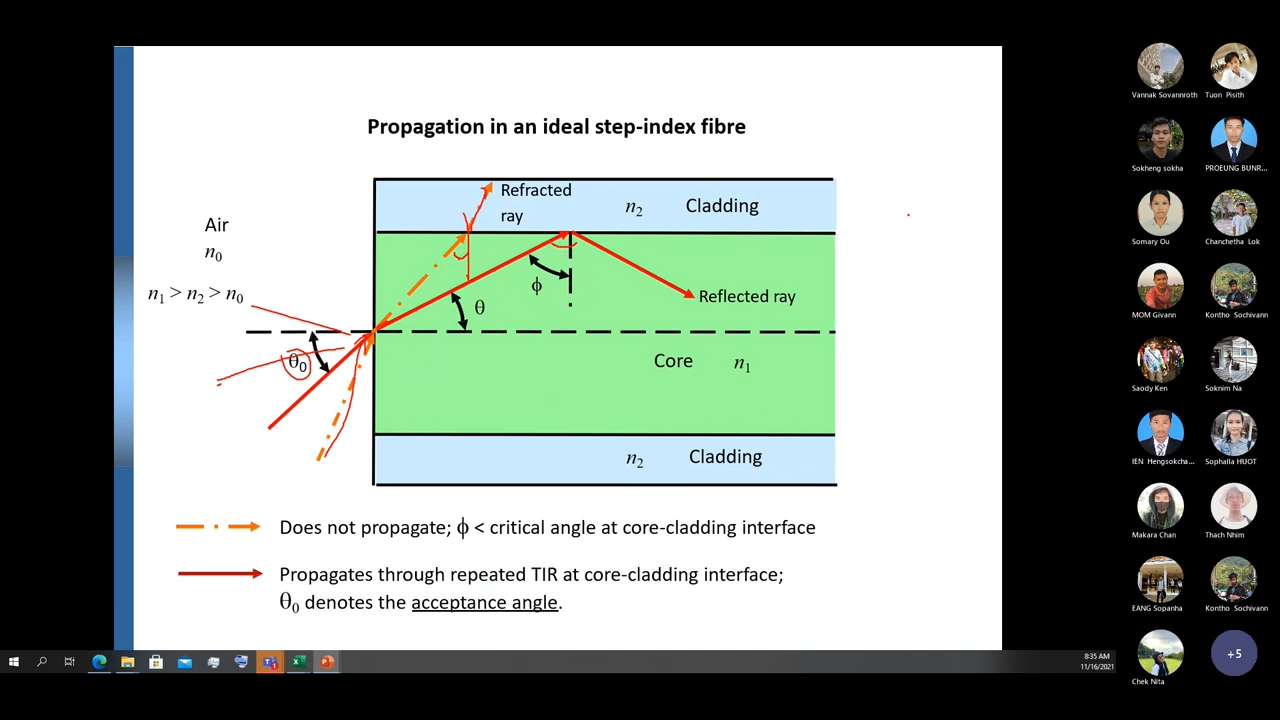 Propagation in an ideal step-index fibre
Air
n0
n1 > n2 > n0
Refracted
ray
n2 Cladding
ϕ
θ
Reflected ray
θ0
Core n1
n2 Cladding
Does not propagate; ϕ < critical angle at core-cladding interface
Propagates through repeated TIR at core-cladding interface;
θ0 denotes the acceptance angle.
8:35 AM
11/16/2021
Vannak Sovannroth
Tuon Pisith
Sokheng sokha
PROEUNG BUNR...
Somary Ou
Chanchetha Lok
MOM Givann
Kontho Sochivann
Saody Ken
Soknim Na
IEN Hengsokcha...
Sophalla HUOT
Makara Chan
Thach Nhim
EANG Sopanha
Kontho Sochivann
Chek Nita
+5